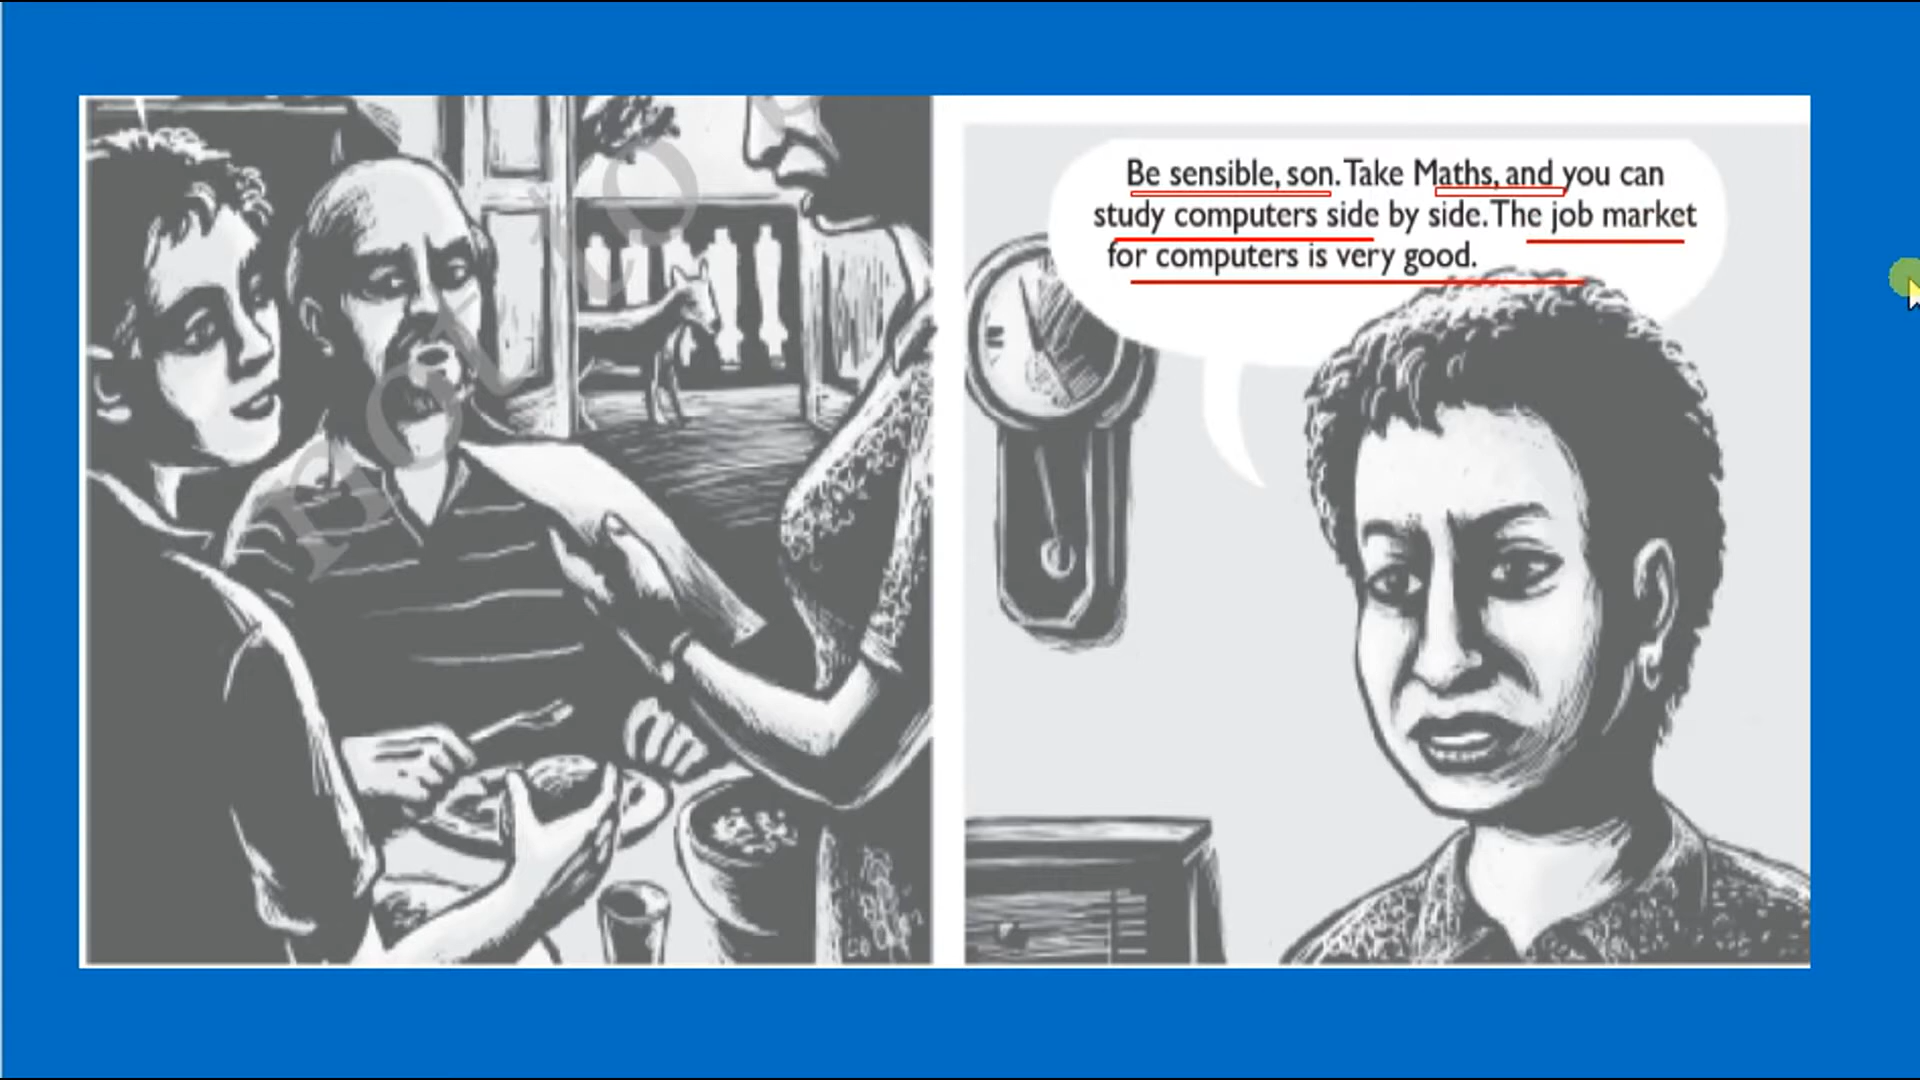 Be sensible, son. Take Maths, and you can
study computers side by side. The job market
for computers is very good.